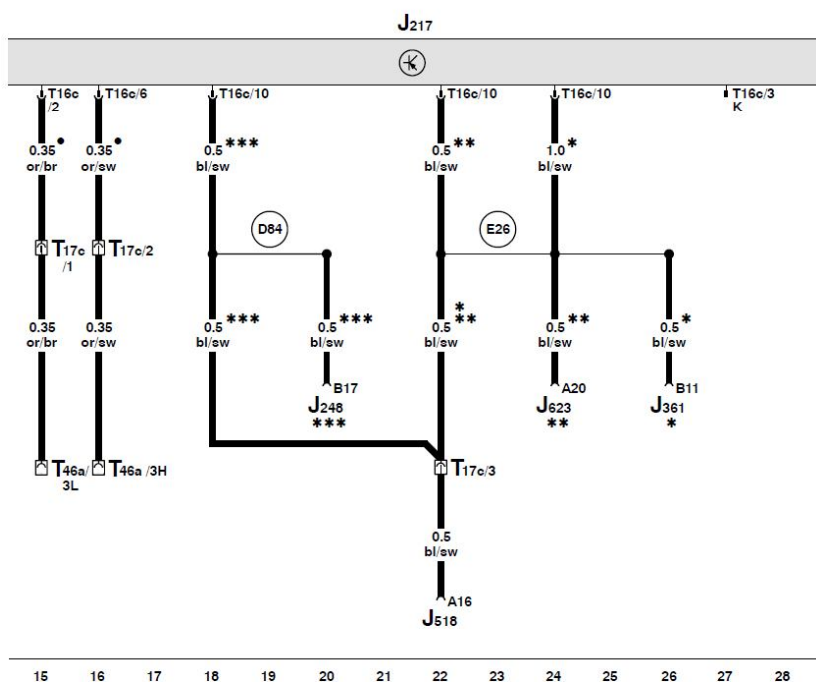 J217
T16c /2
T16c/6
T16c/10
T16c/10
T16c/10
T16c/3 K
0.35 •
or/br
0.35 •
or/sw
0.5 ***
bl/sw
0.5 **
bl/sw
1.0 *
bl/sw
D84
E26
T17c /1
T17c/2
0.35
or/br
0.35
or/sw
0.5 ***
bl/sw
0.5 ***
bl/sw
*
0.5 **
bl/sw
0.5 **
bl/sw
0.5 *
bl/sw
B17
J248
***
A20
J623
**
B11
J361
*
T46a/ 3L
T46a /3H
T17c/3
0.5
bl/sw
A16
J518
15 16 17 18 19 20 21 22 23 24 25 26 27 28